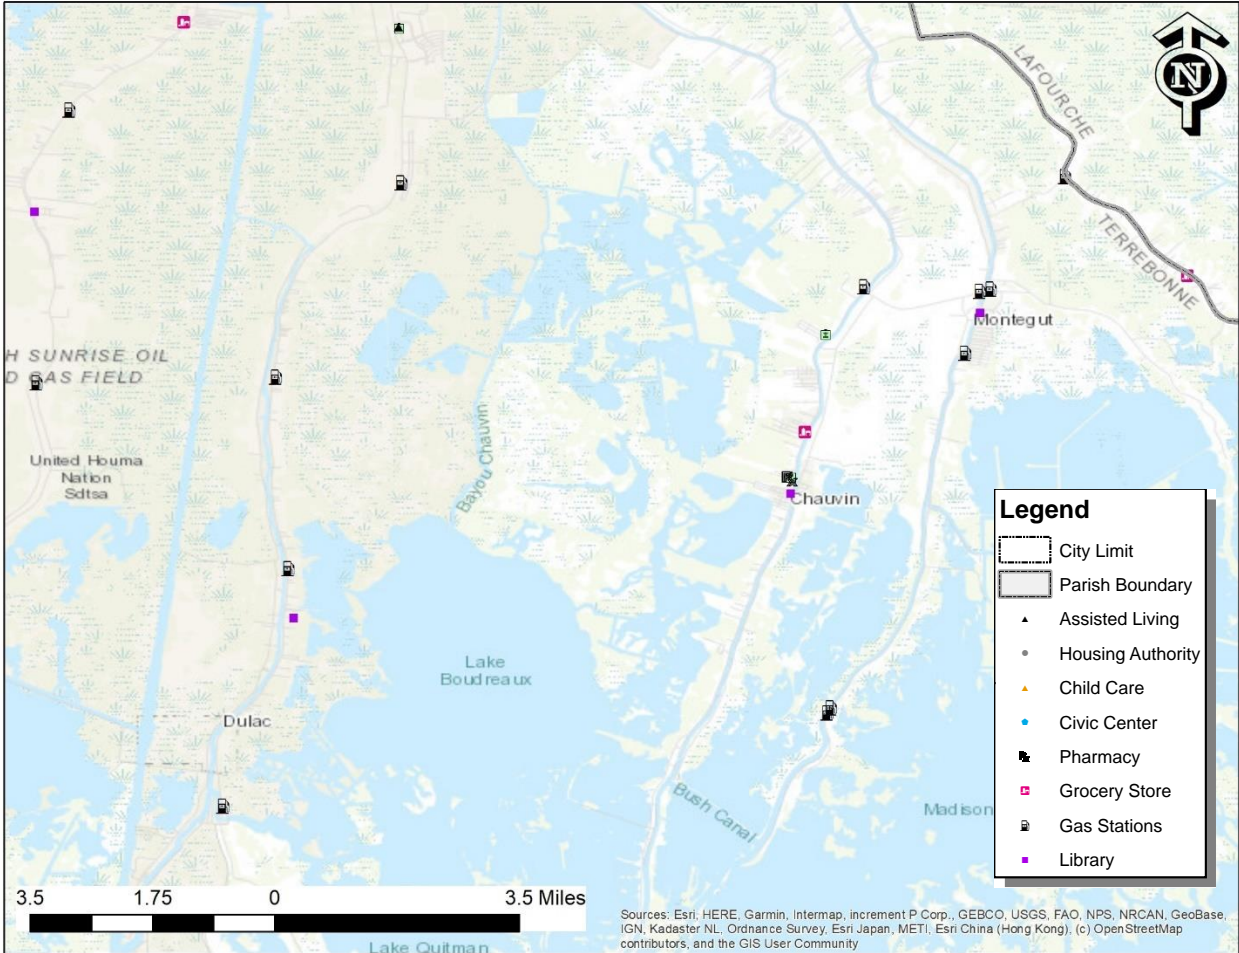 N
LAFOURCHE
TERREBONNE
Montegut
H SUNRISE OIL
D GAS FIELD
United Houma
Nation
Sdtsa
Bayou Chauvin
Chauvin
Lake
Boudreaux
Dulac
Bush Canal
Madison
Lake Quitman
Legend
City Limit
Parish Boundary
Assisted Living
Housing Authority
Child Care
Civic Center
Pharmacy
Grocery Store
Gas Stations
Library
3.5 1.75 0 3.5 Miles
Sources: Esri, HERE, Garmin, Intermap, increment P Corp., GEBCO, USGS, FAO, NPS, NRCAN, GeoBase,
IGN, Kadaster NL, Ordnance Survey, Esri Japan, METI, Esri China (Hong Kong), (c) OpenStreetMap
contributors, and the GIS User Community